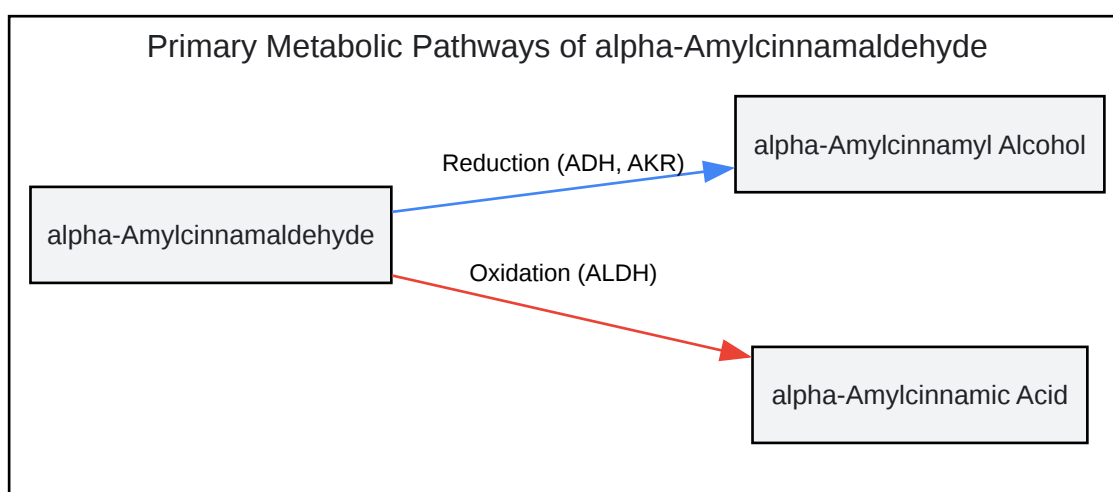 Primary Metabolic Pathways of alpha-Amylcinnamaldehyde
alpha-Amylcinnamyl Alcohol
Reduction (ADH, AKR)
alpha-Amylcinnamaldehyde
Oxidation (ALDH)
alpha-Amylcinnamic Acid